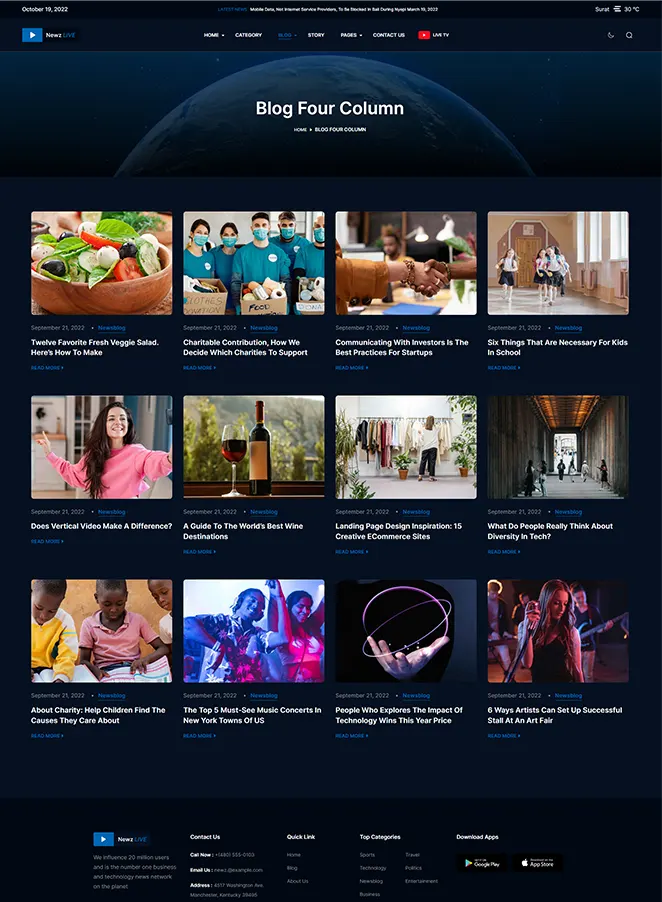 October 19, 2022
LATEST NEWS Mobile Data, Not Internet Service Providers, To Be Blocked In Bali During Nyepi March 19, 2022
Surat 30 °C
Newz LIVE
HOME CATEGORY BLOG STORY PAGES CONTACT US LIVE TV
Blog Four Column
HOME BLOG FOUR COLUMN
CLOTHES DONATION
FOOD
September 21, 2022 • Newsblog
Twelve Favorite Fresh Veggie Salad.
Here's How To Make
READ MORE
September 21, 2022 • Newsblog
Charitable Contribution, How We
Decide Which Charities To Support
READ MORE
September 21, 2022 • Newsblog
Communicating With Investors Is The
Best Practices For Startups
READ MORE
September 21, 2022 • Newsblog
Six Things That Are Necessary For Kids
In School
READ MORE
September 21, 2022 • Newsblog
Does Vertical Video Make A Difference?
READ MORE
September 21, 2022 • Newsblog
A Guide To The World's Best Wine
Destinations
READ MORE
September 21, 2022 • Newsblog
Landing Page Design Inspiration: 15
Creative ECommerce Sites
READ MORE
September 21, 2022 • Newsblog
What Do People Really Think About
Diversity In Tech?
READ MORE
September 21, 2022 • Newsblog
About Charity: Help Children Find The
Causes They Care About
READ MORE
September 21, 2022 • Newsblog
The Top 5 Must-See Music Concerts In
New York Towns Of US
READ MORE
September 21, 2022 • Newsblog
People Who Explores The Impact Of
Technology Wins This Year Price
READ MORE
September 21, 2022 • Newsblog
6 Ways Artists Can Set Up Successful
Stall At An Art Fair
READ MORE
Newz LIVE
We influence 20 million users
and is the number one business
and technology news network
on the planet
Contact Us
Call Now : +1(480) 555-0103
Email Us : newz.@example.com
Address : 4517 Washington Ave.
Manchester, Kentucky 39495
Quick Link
Home
Blog
About Us
Top Categories
Sports Travel
Technology Politics
Newsblog Entertainment
Business
Download Apps
Google Play
App Store